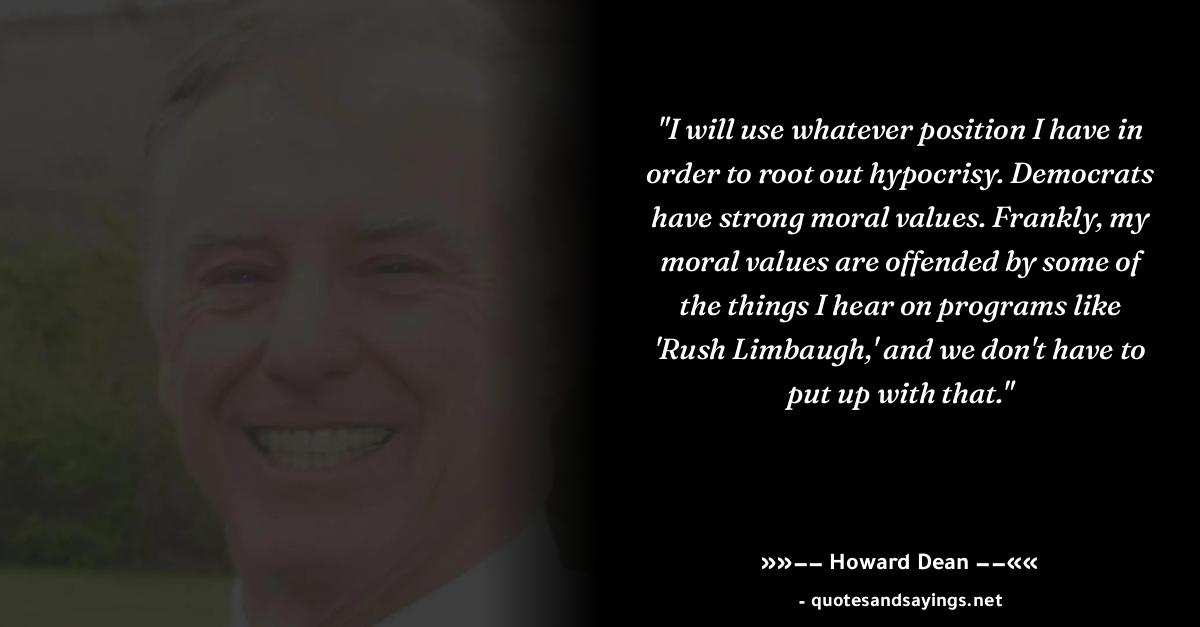 "I will use whatever position I have in
order to root out hypocrisy. Democrats
have strong moral values. Frankly, my
moral values are offended by some of
the things I hear on programs like
'Rush Limbaugh,' and we don't have to
put up with that."
»»−− Howard Dean −−««
- quotesandsayings.net